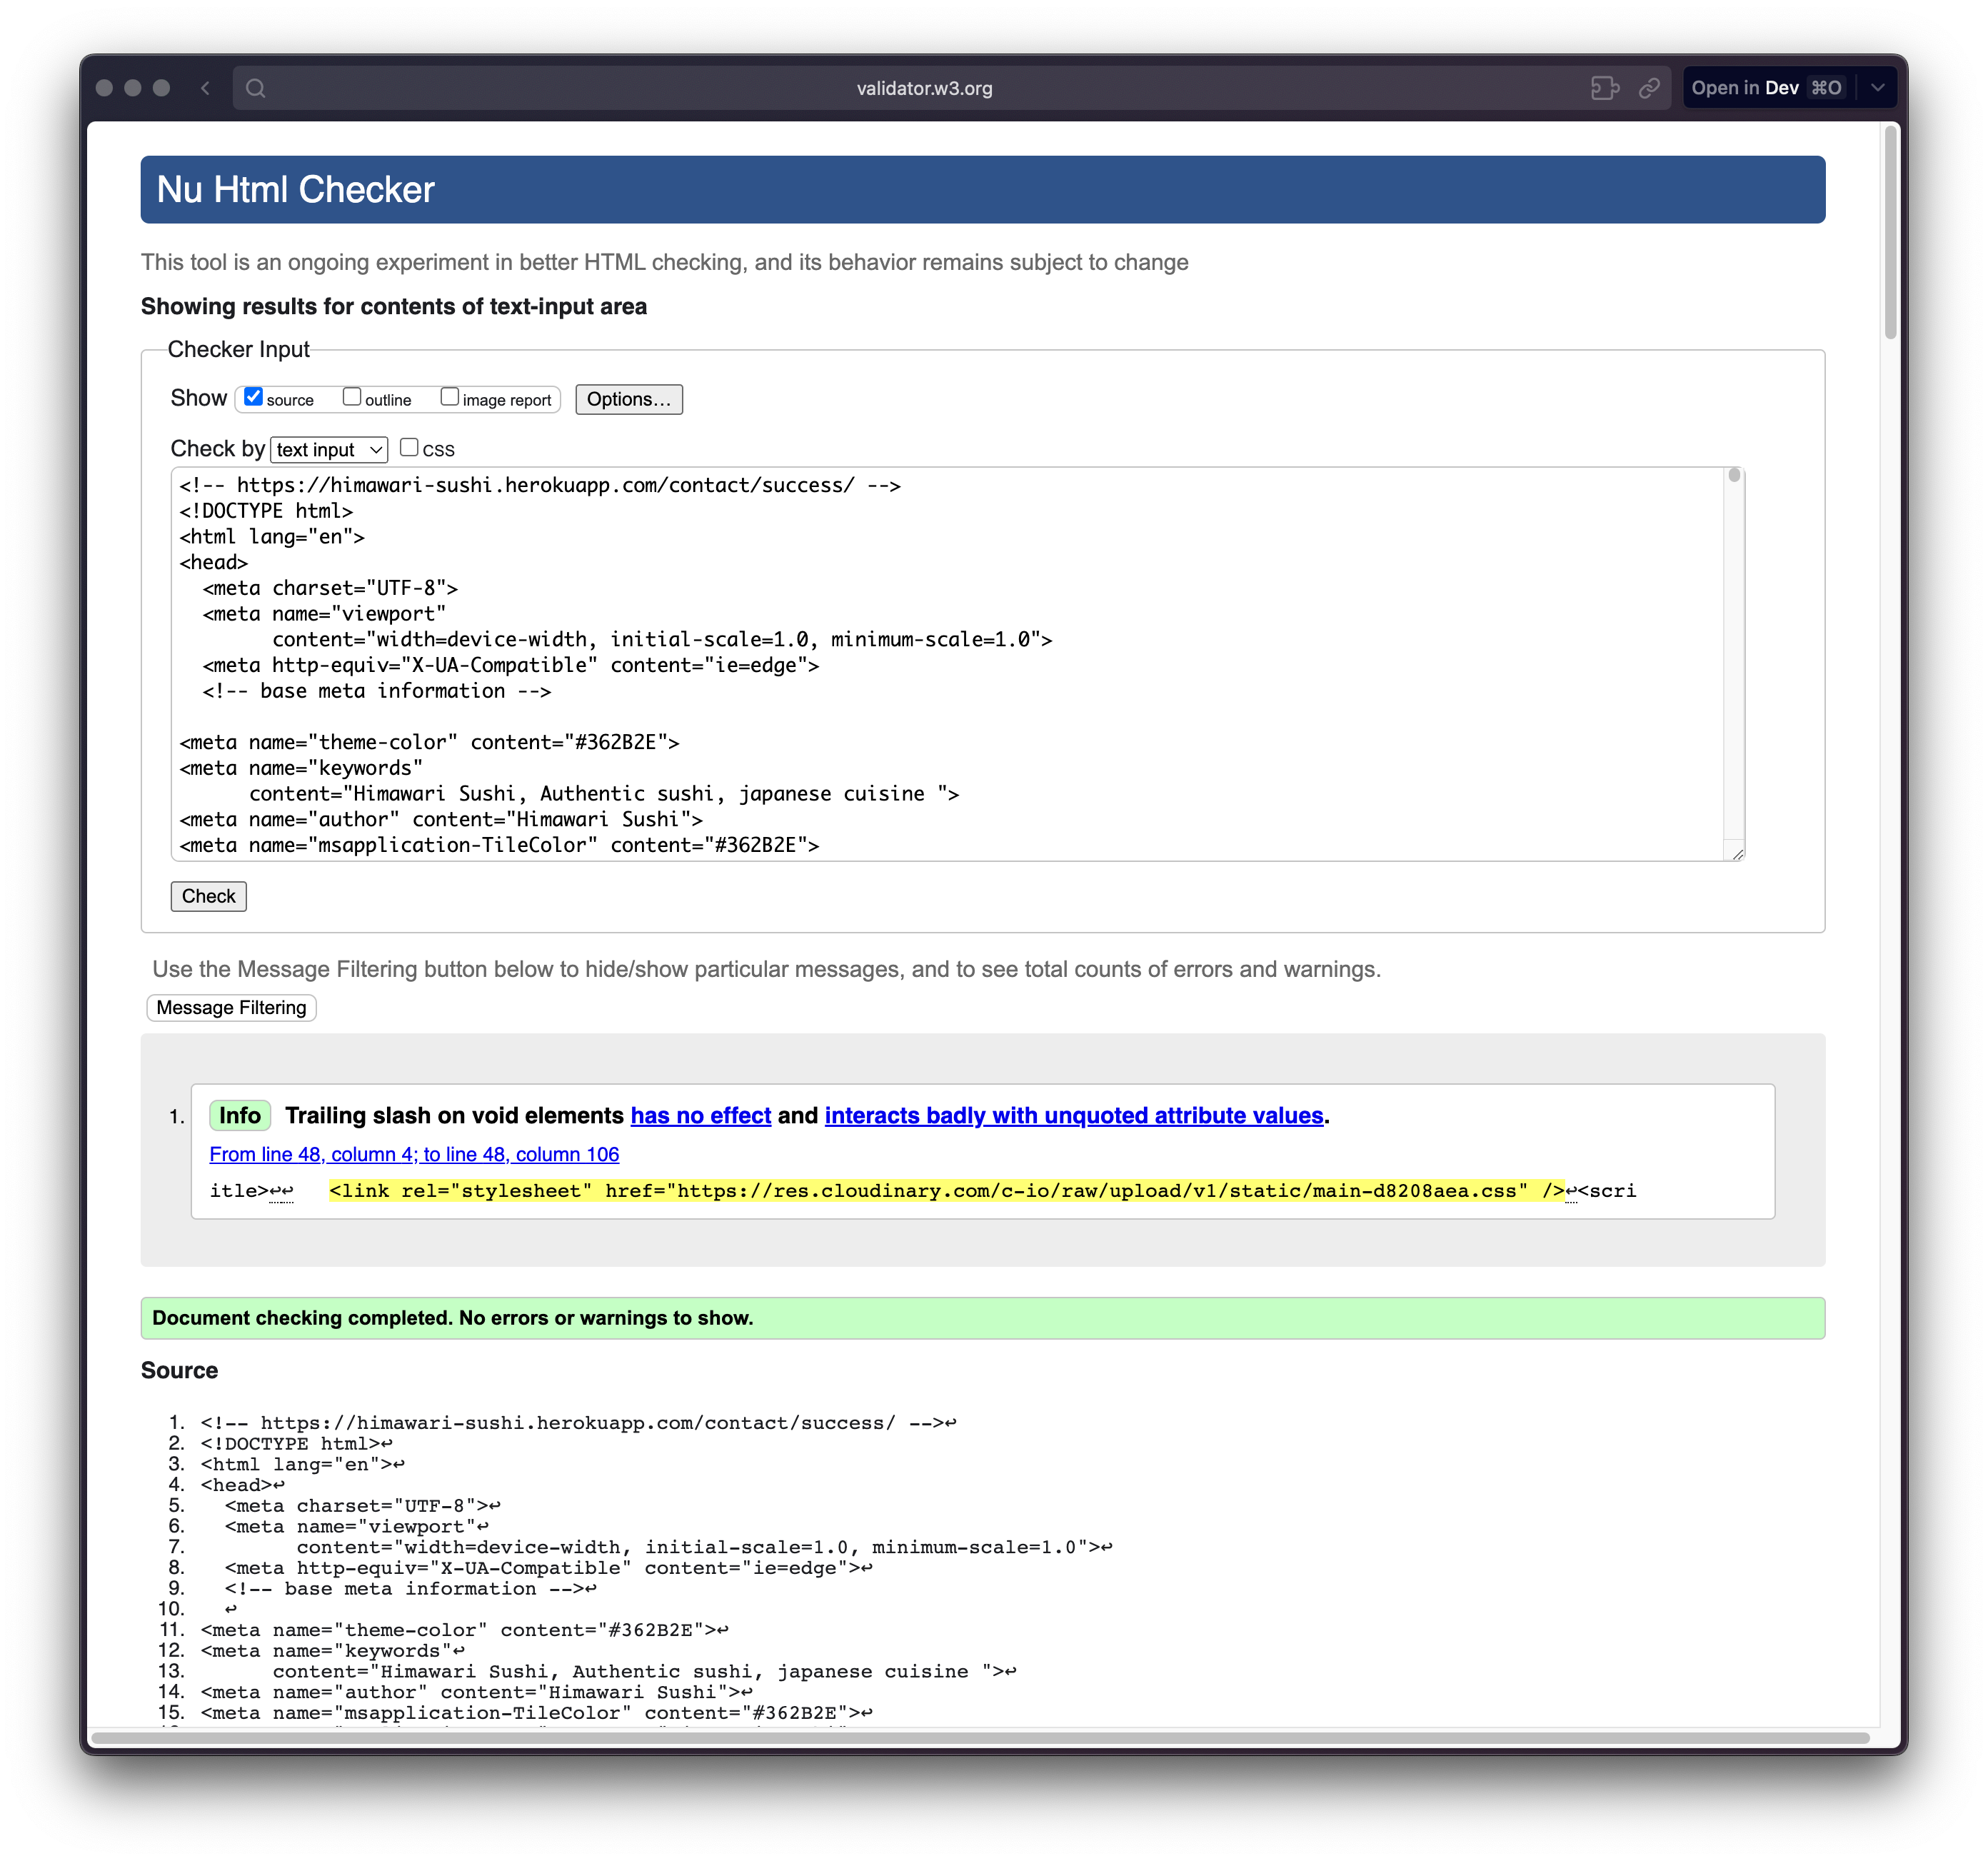 validator.w3.org
Open in Dev ⌘O
Nu Html Checker
This tool is an ongoing experiment in better HTML checking, and its behavior remains subject to change
Showing results for contents of text-input area
Checker Input
Show source outline image report Options...
Check by text input CSS
<!-- https://himawari-sushi.herokuapp.com/contact/success/ -->
<!DOCTYPE html>
<html lang="en">
<head>
  <meta charset="UTF-8">
  <meta name="viewport"
        content="width=device-width, initial-scale=1.0, minimum-scale=1.0">
  <meta http-equiv="X-UA-Compatible" content="ie=edge">
  <!-- base meta information -->
<meta name="theme-color" content="#362B2E">
<meta name="keywords"
      content="Himawari Sushi, Authentic sushi, japanese cuisine ">
<meta name="author" content="Himawari Sushi">
<meta name="msapplication-TileColor" content="#362B2E">
Check
Use the Message Filtering button below to hide/show particular messages, and to see total counts of errors and warnings.
Message Filtering
1. Info Trailing slash on void elements has no effect and interacts badly with unquoted attribute values.
From line 48, column 4; to line 48, column 106
itle>↩↩   <link rel="stylesheet" href="https://res.cloudinary.com/c-io/raw/upload/v1/static/main-d8208aea.css" />↩<scri
Document checking completed. No errors or warnings to show.
Source
1. <!-- https://himawari-sushi.herokuapp.com/contact/success/ -->↩
2. <!DOCTYPE html>↩
3. <html lang="en">↩
4. <head>↩
5.   <meta charset="UTF-8">↩
6.   <meta name="viewport"↩
7.         content="width=device-width, initial-scale=1.0, minimum-scale=1.0">↩
8.   <meta http-equiv="X-UA-Compatible" content="ie=edge">↩
9.   <!-- base meta information -->↩
10.   ↩
11. <meta name="theme-color" content="#362B2E">↩
12. <meta name="keywords"↩
13.       content="Himawari Sushi, Authentic sushi, japanese cuisine ">↩
14. <meta name="author" content="Himawari Sushi">↩
15. <meta name="msapplication-TileColor" content="#362B2E">↩